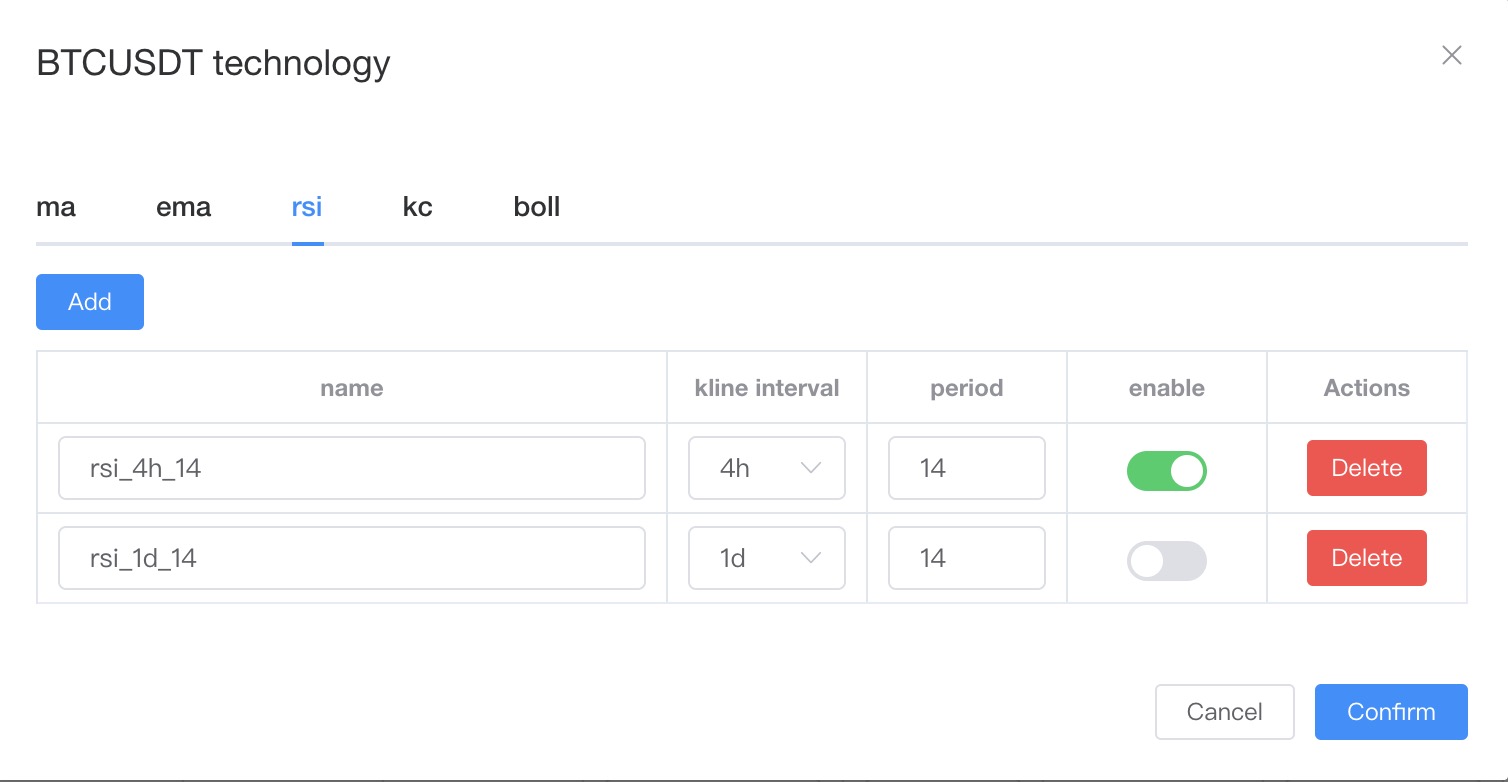 BTCUSDT technology
ma ema rsi kc boll
Add
name kline interval period enable Actions
rsi_4h_14 4h 14 Delete
rsi_1d_14 1d 14 Delete
Cancel Confirm